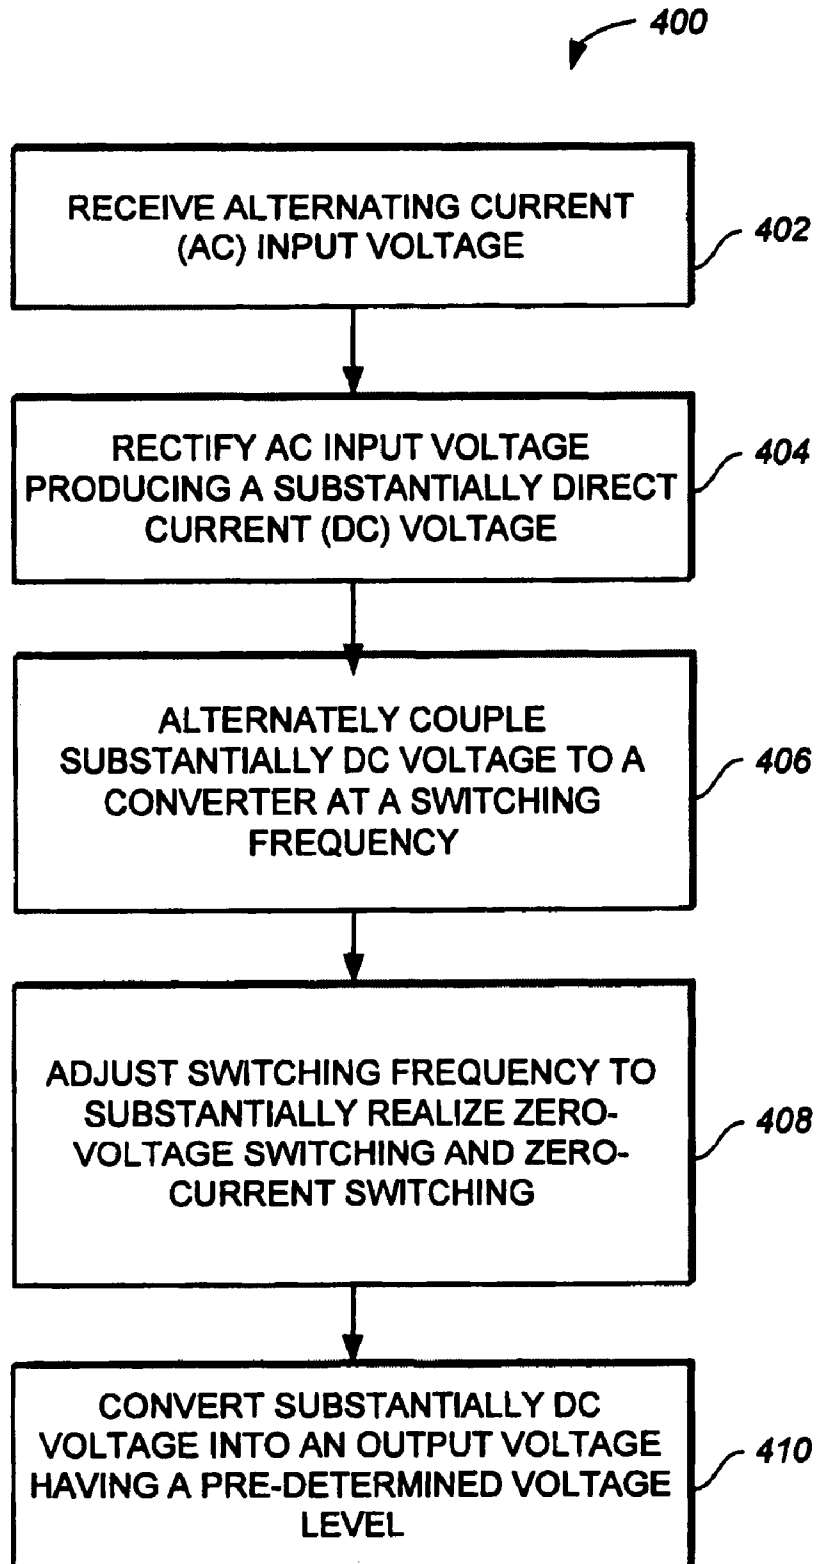 400
RECEIVE ALTERNATING CURRENT
(AC) INPUT VOLTAGE
402
RECTIFY AC INPUT VOLTAGE
PRODUCING A SUBSTANTIALLY DIRECT
CURRENT (DC) VOLTAGE
404
ALTERNATELY COUPLE
SUBSTANTIALLY DC VOLTAGE TO A
CONVERTER AT A SWITCHING
FREQUENCY
406
ADJUST SWITCHING FREQUENCY TO
SUBSTANTIALLY REALIZE ZERO-
VOLTAGE SWITCHING AND ZERO-
CURRENT SWITCHING
408
CONVERT SUBSTANTIALLY DC
VOLTAGE INTO AN OUTPUT VOLTAGE
HAVING A PRE-DETERMINED VOLTAGE
LEVEL
410